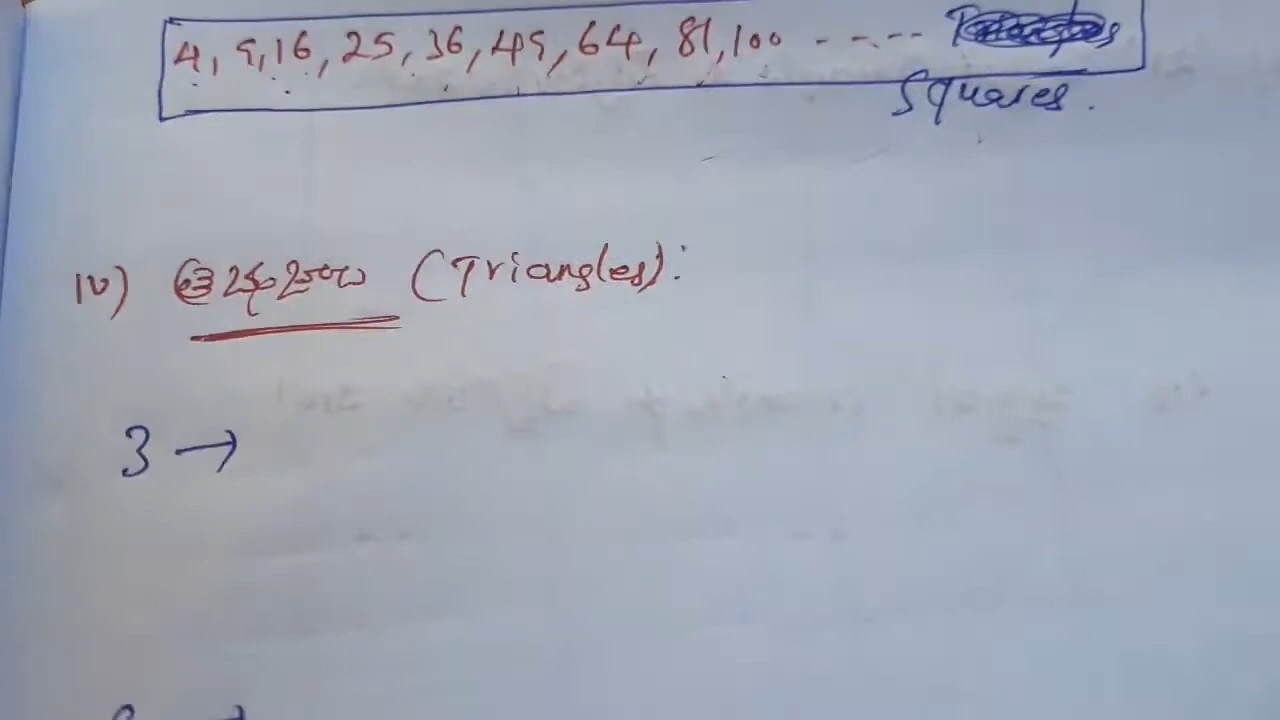 4, 9, 16, 25, 36, 49, 64, 81, 100 - - - - -
Squares.
iv) త్రిభుజాలు (Triangles):
3 →